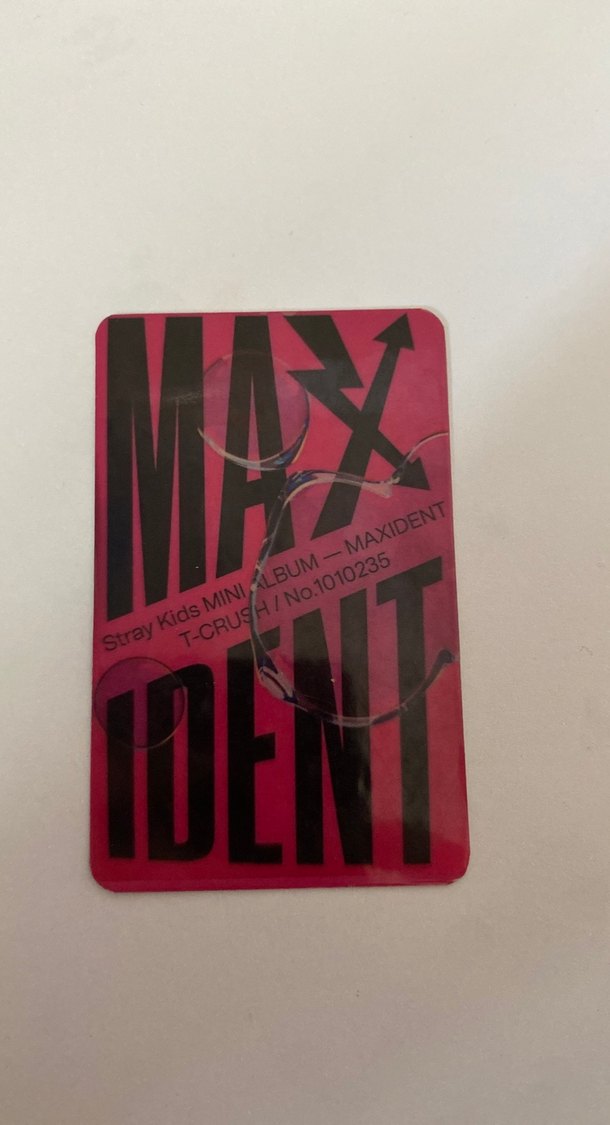 MAX
Stray Kids MINI ALBUM — MAXIDENT
T-CRUSH / No.1010235
IDENT